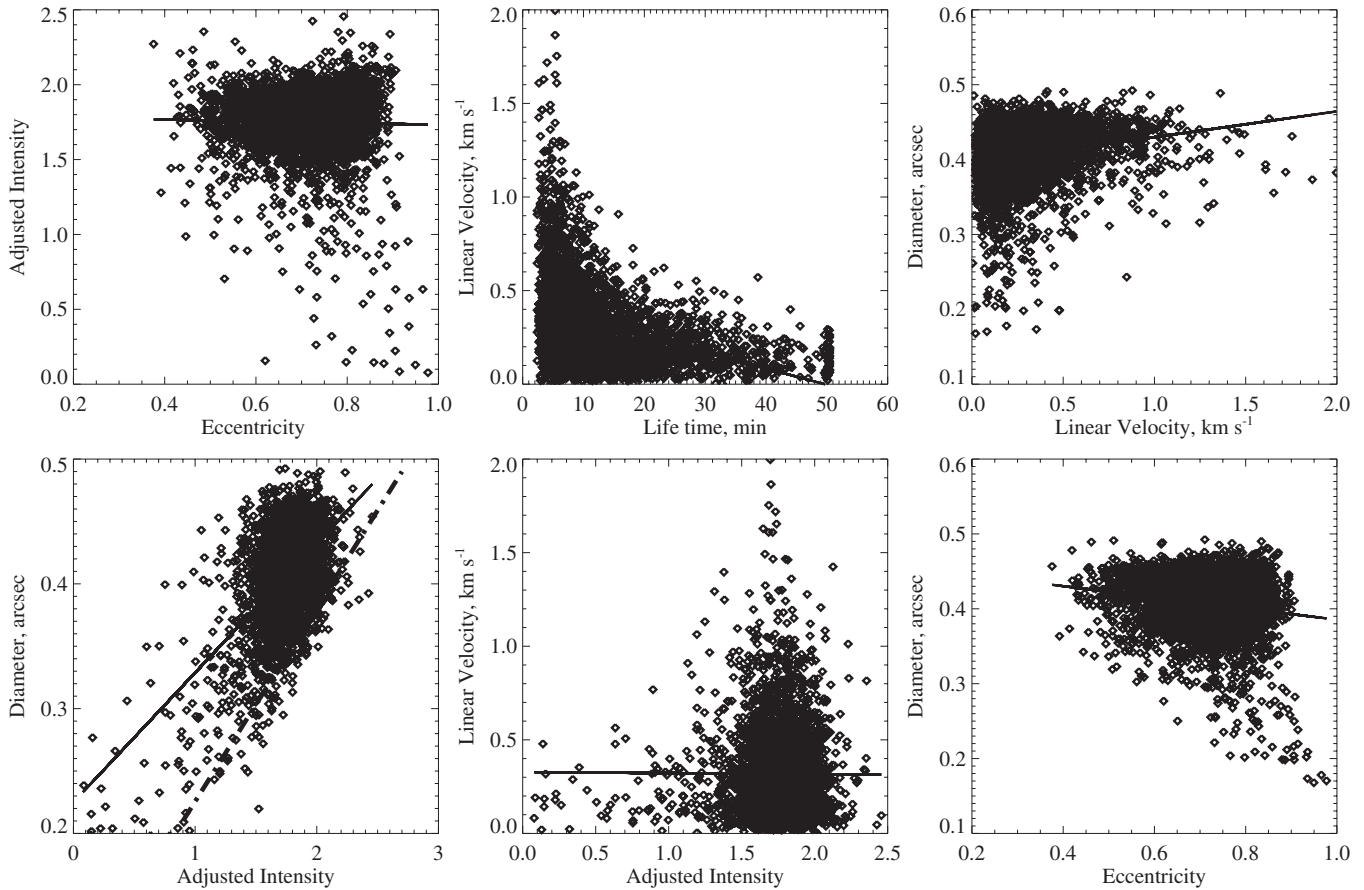 2.5
2.0
1.5
1.0
0.5
0.0
Adjusted Intensity
0.2 0.4 0.6 0.8 1.0
Eccentricity
2.0
1.5
1.0
0.5
0.0
Linear Velocity, km s⁻¹
0 10 20 30 40 50 60
Life time, min
0.6
0.5
0.4
0.3
0.2
0.1
Diameter, arcsec
0.0 0.5 1.0 1.5 2.0
Linear Velocity, km s⁻¹
0.5
0.4
0.3
0.2
Diameter, arcsec
0 1 2 3
Adjusted Intensity
2.0
1.5
1.0
0.5
0.0
Linear Velocity, km s⁻¹
0.0 0.5 1.0 1.5 2.0 2.5
Adjusted Intensity
0.6
0.5
0.4
0.3
0.2
0.1
Diameter, arcsec
0.2 0.4 0.6 0.8 1.0
Eccentricity